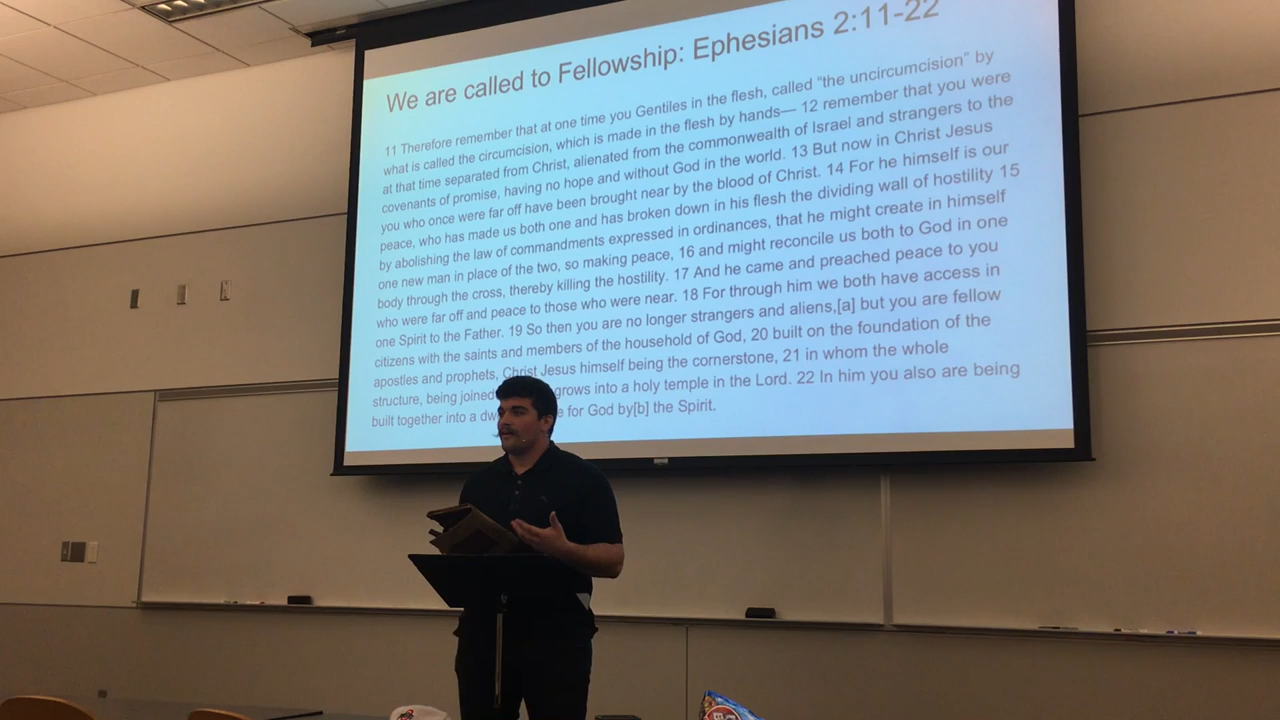 We are called to Fellowship: Ephesians 2:11-22
11 Therefore remember that at one time you Gentiles in the flesh, called “the uncircumcision” by
what is called the circumcision, which is made in the flesh by hands— 12 remember that you were
at that time separated from Christ, alienated from the commonwealth of Israel and strangers to the
covenants of promise, having no hope and without God in the world. 13 But now in Christ Jesus
you who once were far off have been brought near by the blood of Christ. 14 For he himself is our
peace, who has made us both one and has broken down in his flesh the dividing wall of hostility 15
by abolishing the law of commandments expressed in ordinances, that he might create in himself
one new man in place of the two, so making peace, 16 and might reconcile us both to God in one
body through the cross, thereby killing the hostility. 17 And he came and preached peace to you
who were far off and peace to those who were near. 18 For through him we both have access in
one Spirit to the Father. 19 So then you are no longer strangers and aliens,[a] but you are fellow
citizens with the saints and members of the household of God, 20 built on the foundation of the
apostles and prophets, Christ Jesus himself being the cornerstone, 21 in whom the whole
structure, being joined grows into a holy temple in the Lord. 22 In him you also are being
built together into a for God by[b] the Spirit.